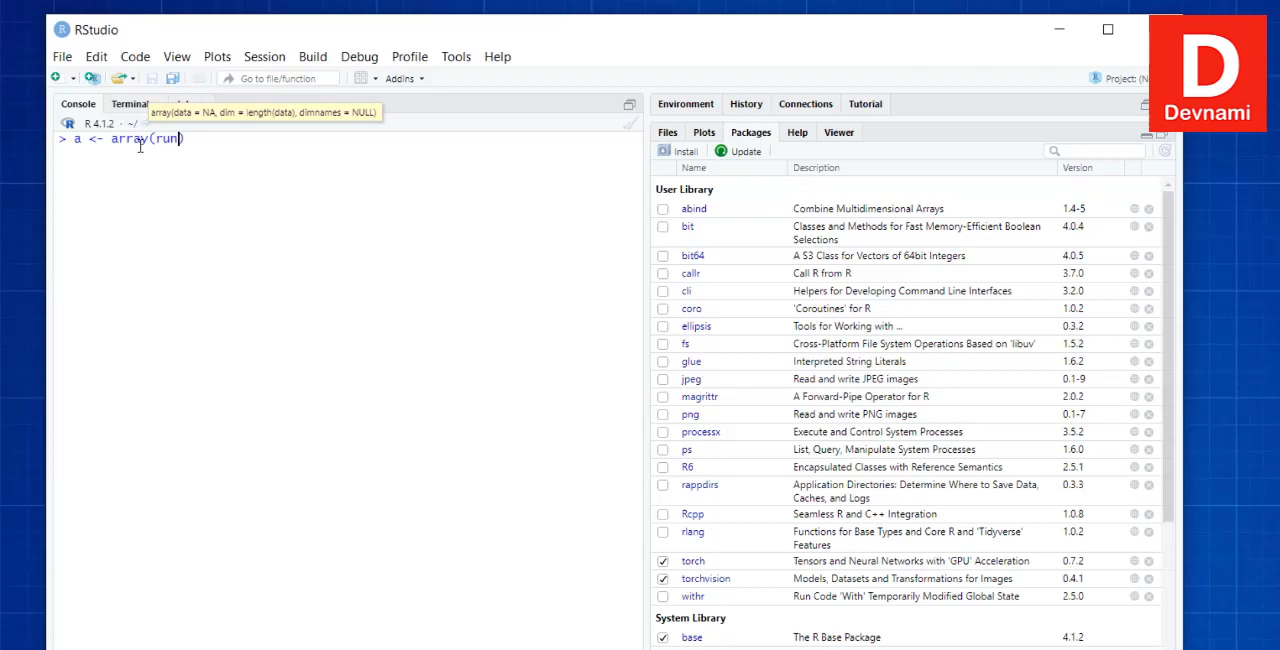 RStudio
File Edit Code View Plots Session Build Debug Profile Tools Help
Go to file/function Addins
Project: (N
D
Devnami
Console Terminal
array(data = NA, dim = length(data), dimnames = NULL)
R 4.1.2 · ~/
> a <- array(run)
Environment History Connections Tutorial
Files Plots Packages Help Viewer
Install Update
Name Description Version
User Library
abind Combine Multidimensional Arrays 1.4-5
bit Classes and Methods for Fast Memory-Efficient Boolean Selections 4.0.4
bit64 A S3 Class for Vectors of 64bit Integers 4.0.5
callr Call R from R 3.7.0
cli Helpers for Developing Command Line Interfaces 3.2.0
coro 'Coroutines' for R 1.0.2
ellipsis Tools for Working with ... 0.3.2
fs Cross-Platform File System Operations Based on 'libuv' 1.5.2
glue Interpreted String Literals 1.6.2
jpeg Read and write JPEG images 0.1-9
magrittr A Forward-Pipe Operator for R 2.0.2
png Read and write PNG images 0.1-7
processx Execute and Control System Processes 3.5.2
ps List, Query, Manipulate System Processes 1.6.0
R6 Encapsulated Classes with Reference Semantics 2.5.1
rappdirs Application Directories: Determine Where to Save Data, Caches, and Logs 0.3.3
Rcpp Seamless R and C++ Integration 1.0.8
rlang Functions for Base Types and Core R and 'Tidyverse' Features 1.0.2
torch Tensors and Neural Networks with 'GPU' Acceleration 0.7.2
torchvision Models, Datasets and Transformations for Images 0.4.1
withr Run Code 'With' Temporarily Modified Global State 2.5.0
System Library
base The R Base Package 4.1.2